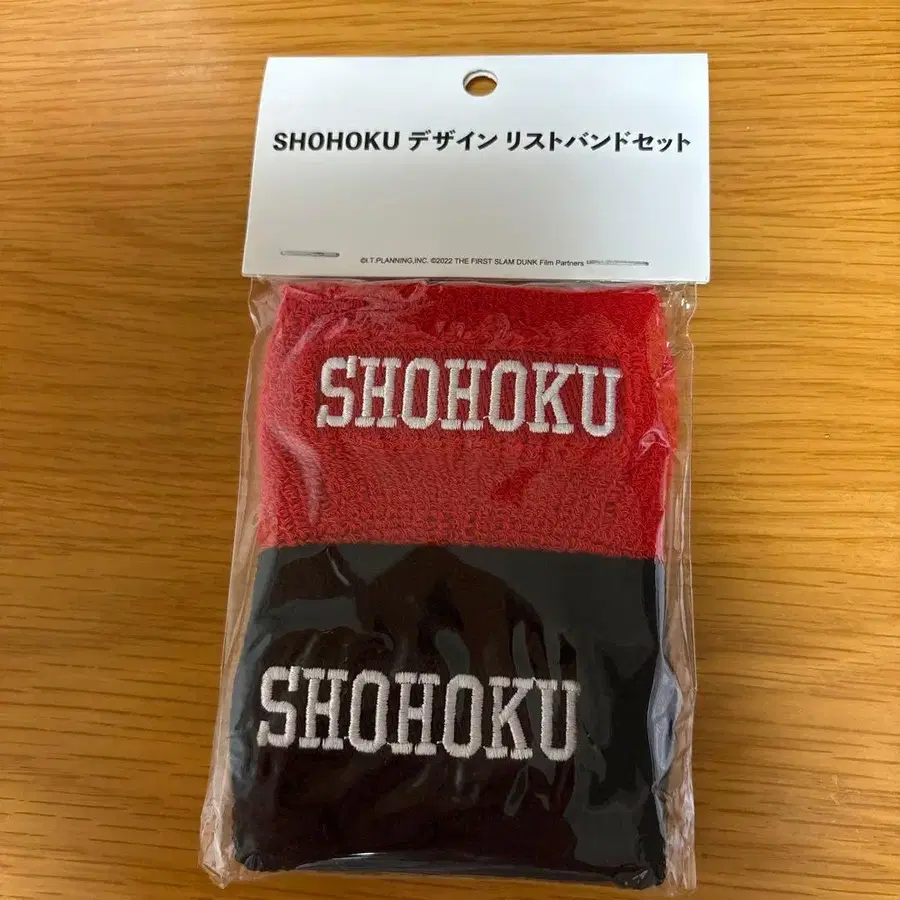 SHOHOKU デザイン リストバンドセット
©I.T.PLANNING,INC. ©2022 THE FIRST SLAM DUNK Film Partners
SHOHOKU
SHOHOKU